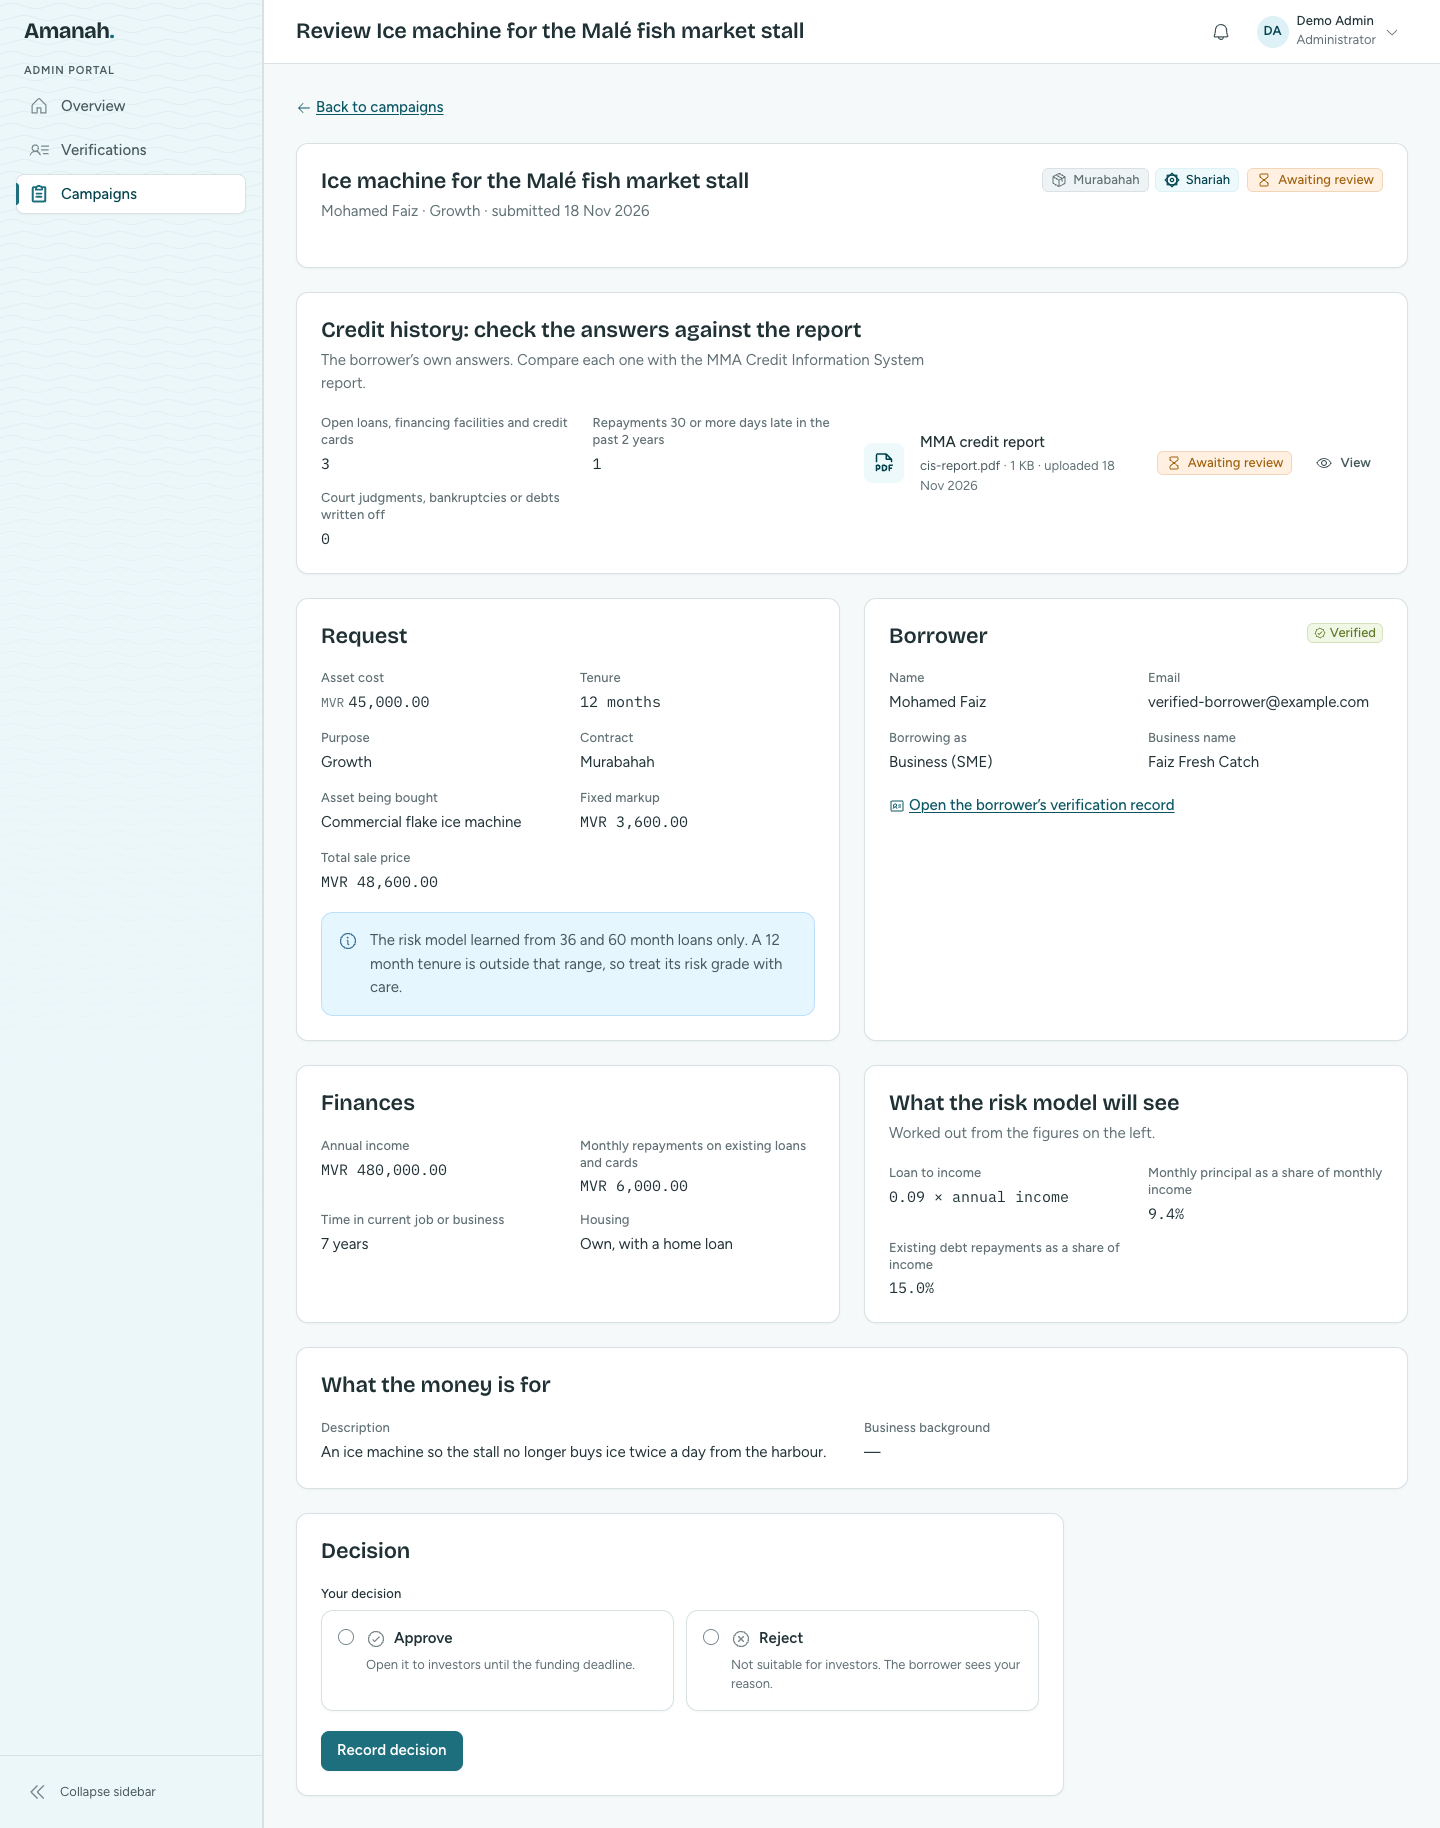 Amanah.
ADMIN PORTAL
Overview
Verifications
Campaigns
Collapse sidebar
Review Ice machine for the Malé fish market stall
DA
Demo Admin
Administrator
Back to campaigns
Ice machine for the Malé fish market stall
Mohamed Faiz · Growth · submitted 18 Nov 2026
Murabahah
Shariah
Awaiting review
Credit history: check the answers against the report
The borrower’s own answers. Compare each one with the MMA Credit Information System
report.
Open loans, financing facilities and credit
cards
3
Repayments 30 or more days late in the
past 2 years
1
Court judgments, bankruptcies or debts
written off
0
PDF
MMA credit report
cis-report.pdf · 1 KB · uploaded 18
Nov 2026
Awaiting review
View
Request
Asset cost
MVR 45,000.00
Tenure
12 months
Purpose
Growth
Contract
Murabahah
Asset being bought
Commercial flake ice machine
Fixed markup
MVR 3,600.00
Total sale price
MVR 48,600.00
The risk model learned from 36 and 60 month loans only. A 12
month tenure is outside that range, so treat its risk grade with
care.
Borrower
Verified
Name
Mohamed Faiz
Email
verified-borrower@example.com
Borrowing as
Business (SME)
Business name
Faiz Fresh Catch
Open the borrower’s verification record
Finances
Annual income
MVR 480,000.00
Monthly repayments on existing loans
and cards
MVR 6,000.00
Time in current job or business
7 years
Housing
Own, with a home loan
What the risk model will see
Worked out from the figures on the left.
Loan to income
0.09 × annual income
Monthly principal as a share of monthly
income
9.4%
Existing debt repayments as a share of
income
15.0%
What the money is for
Description
An ice machine so the stall no longer buys ice twice a day from the harbour.
Business background
—
Decision
Your decision
Approve
Open it to investors until the funding deadline.
Reject
Not suitable for investors. The borrower sees your
reason.
Record decision